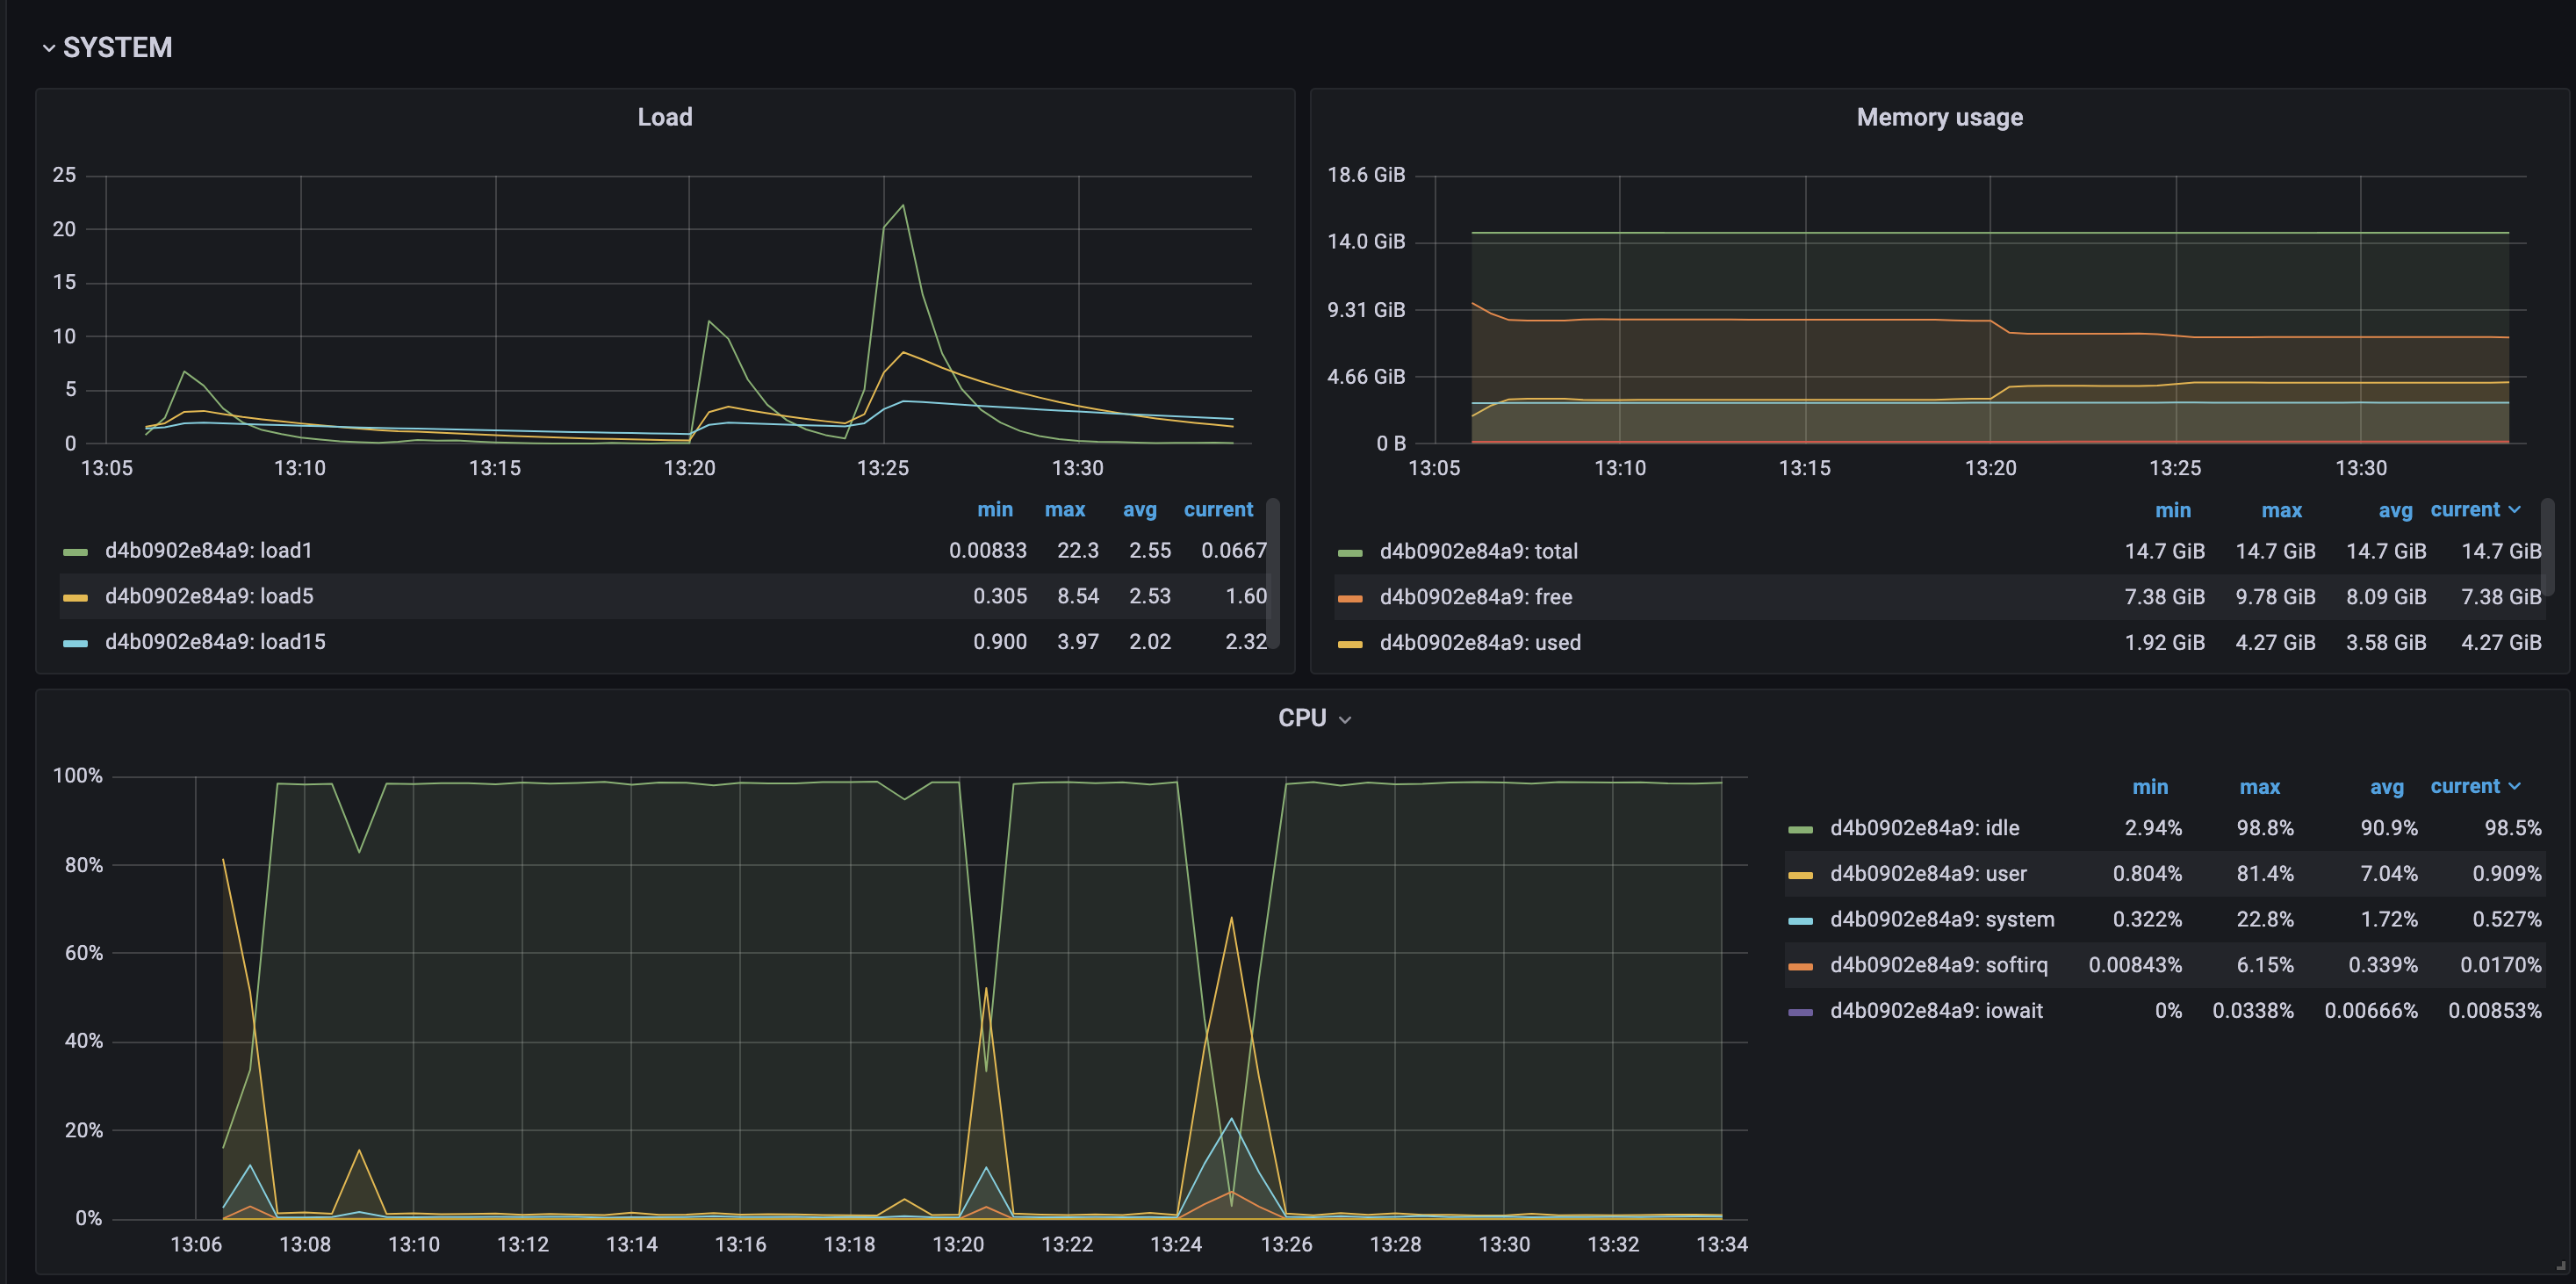 SYSTEM
Load
25
20
15
10
5
0
13:05 13:10 13:15 13:20 13:25 13:30
min max avg current
d4b0902e84a9: load1 0.00833 22.3 2.55 0.0667
d4b0902e84a9: load5 0.305 8.54 2.53 1.60
d4b0902e84a9: load15 0.900 3.97 2.02 2.32
Memory usage
18.6 GiB
14.0 GiB
9.31 GiB
4.66 GiB
0 B
13:05 13:10 13:15 13:20 13:25 13:30
min max avg current
d4b0902e84a9: total 14.7 GiB 14.7 GiB 14.7 GiB 14.7 GiB
d4b0902e84a9: free 7.38 GiB 9.78 GiB 8.09 GiB 7.38 GiB
d4b0902e84a9: used 1.92 GiB 4.27 GiB 3.58 GiB 4.27 GiB
CPU
100%
80%
60%
40%
20%
0%
13:06 13:08 13:10 13:12 13:14 13:16 13:18 13:20 13:22 13:24 13:26 13:28 13:30 13:32 13:34
min max avg current
d4b0902e84a9: idle 2.94% 98.8% 90.9% 98.5%
d4b0902e84a9: user 0.804% 81.4% 7.04% 0.909%
d4b0902e84a9: system 0.322% 22.8% 1.72% 0.527%
d4b0902e84a9: softirq 0.00843% 6.15% 0.339% 0.0170%
d4b0902e84a9: iowait 0% 0.0338% 0.00666% 0.00853%